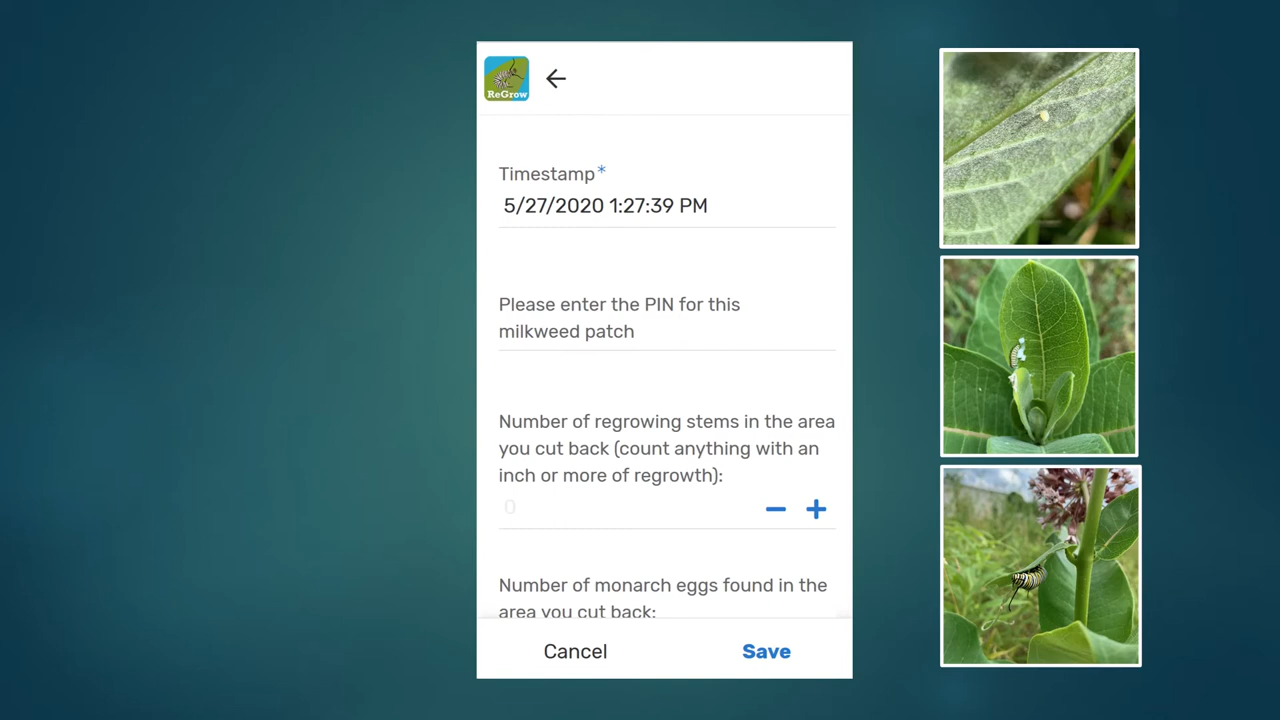 ReGrow
Timestamp*
5/27/2020 1:27:39 PM
Please enter the PIN for this
milkweed patch
Number of regrowing stems in the area
you cut back (count anything with an
inch or more of regrowth):
0
Number of monarch eggs found in the
area you cut back:
Cancel
Save